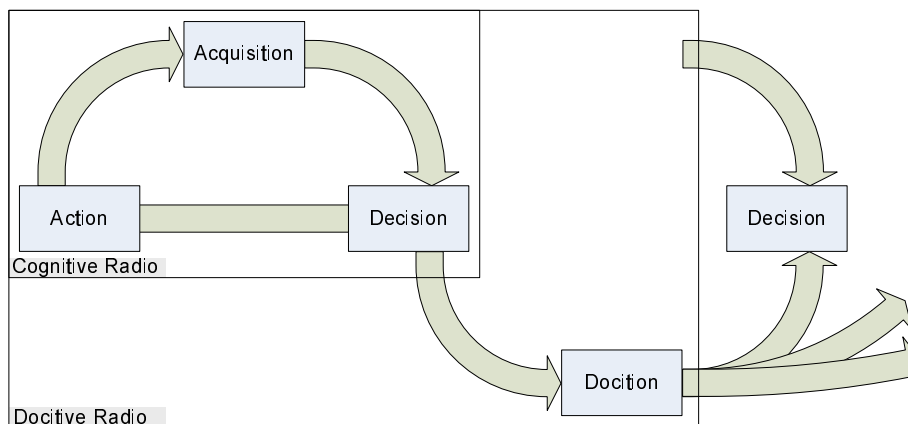 Acquisition
Action
Decision
Decision
Cognitive Radio
Docition
Docitive Radio